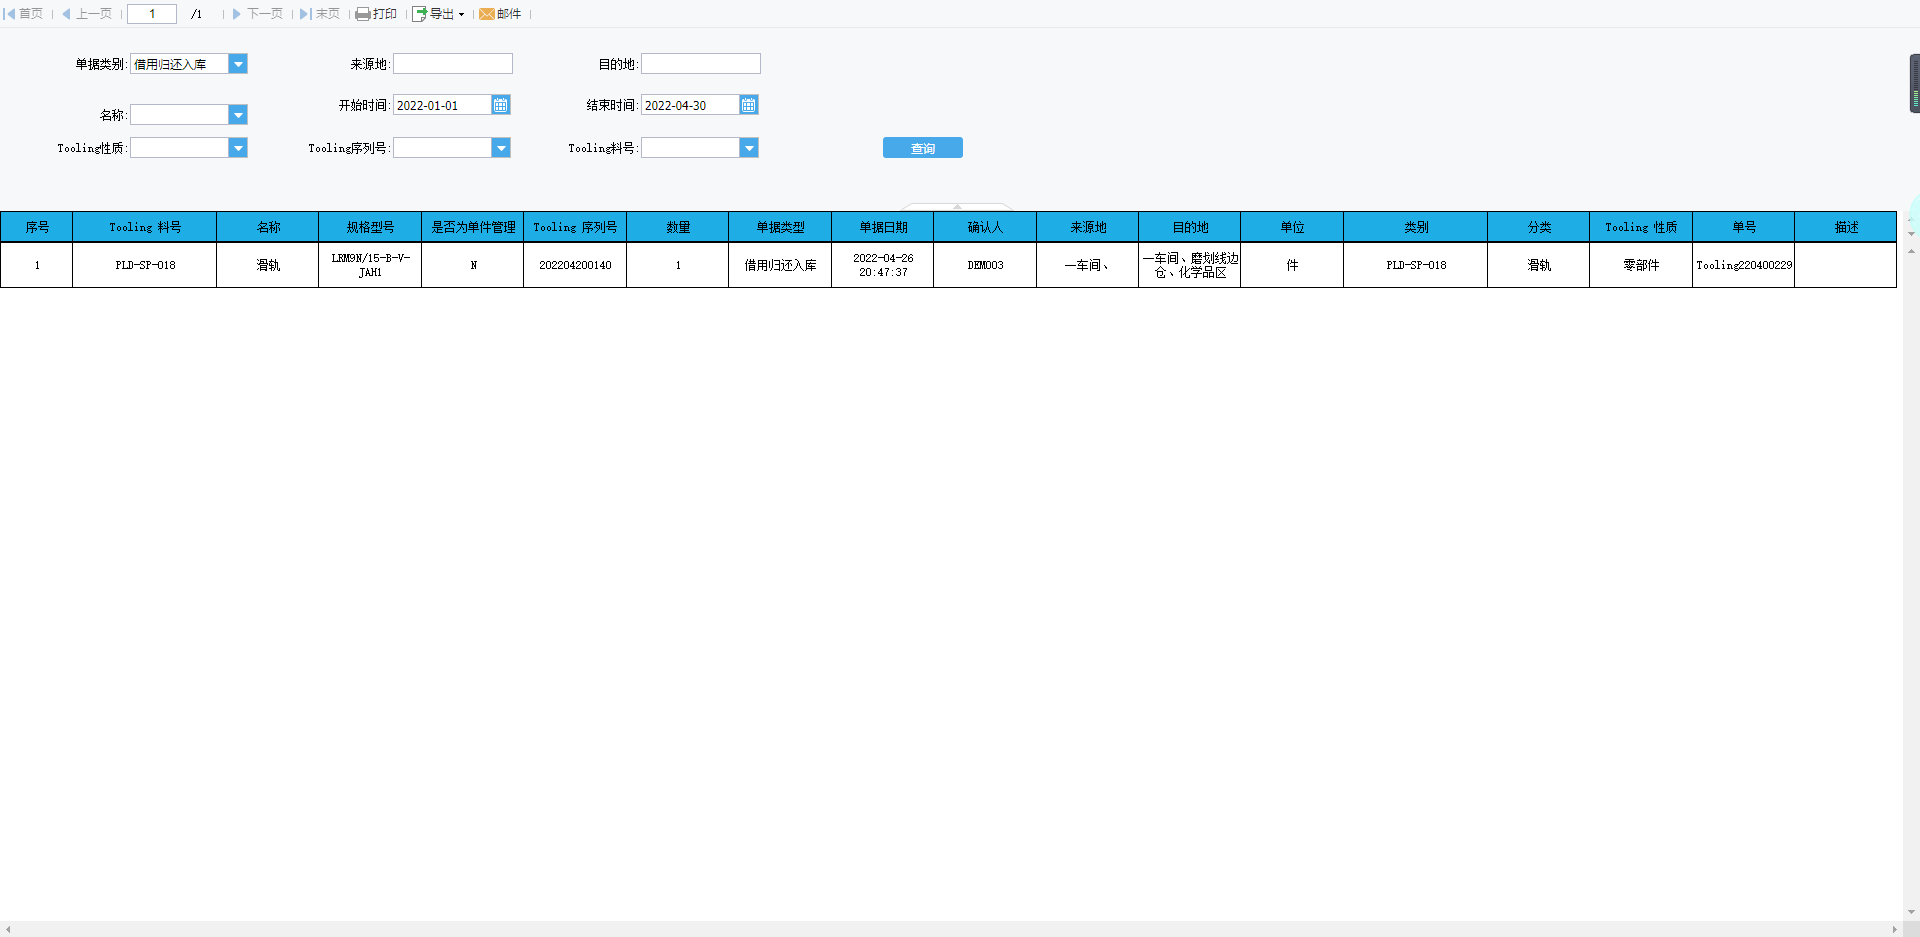 首页 上一页 1 /1 下一页 末页 打印 导出 邮件
单据类别: 借用归还入库 来源地: 目的地:
名称: 开始时间: 2022-01-01 结束时间: 2022-04-30
Tooling性质: Tooling序列号: Tooling料号: 查询
序号 Tooling 料号 名称 规格型号 是否为单件管理 Tooling 序列号 数量 单据类型 单据日期 确认人 来源地 目的地 单位 类别 分类 Tooling 性质 单号 描述
1 PLD-SP-018 滑轨 LRM9N/15-B-V-JAH1 N 202204200140 1 借用归还入库 2022-04-26 20:47:37 DEM003 一车间、 一车间、磨划线边仓、化学品区 件 PLD-SP-018 滑轨 零部件 Tooling220400229